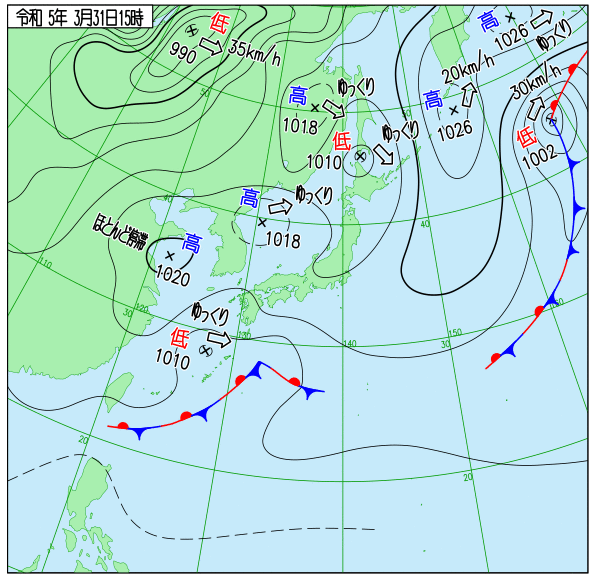 令和 5年 3月31日15時
低
990
35km/h
50
高
1018
ゆっくり
低
1010
ゆっくり
高
1026
20km/h
高
1026
ゆっくり
30km/h
低
1002
40
高
1018
ゆっくり
ほとんど停滞
高
1020
40
110
30
120
低
1010
ゆっくり
130
140
30
150
160
20
20